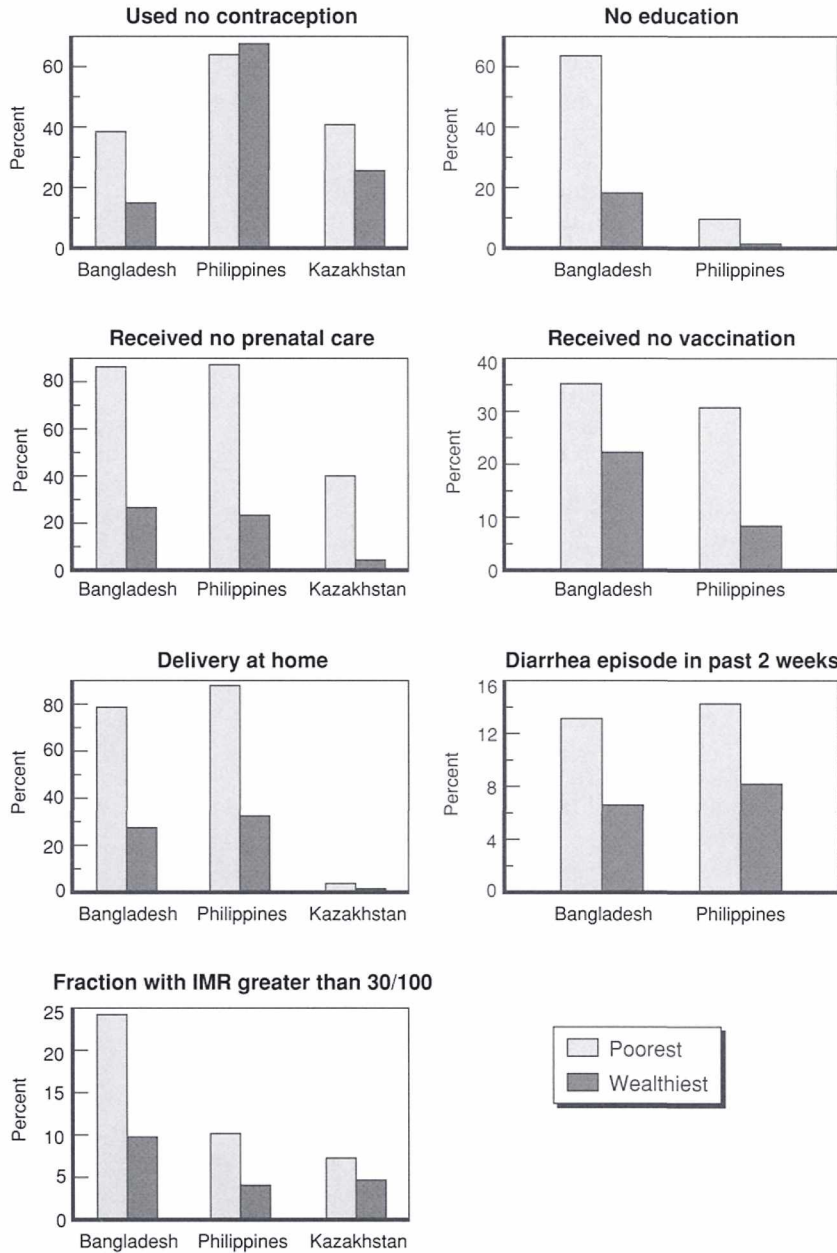 Used no contraception
Percent
60
40
20
0
Bangladesh Philippines Kazakhstan
No education
Percent
60
40
20
0
Bangladesh Philippines
Received no prenatal care
Percent
80
60
40
20
0
Bangladesh Philippines Kazakhstan
Received no vaccination
Percent
40
30
20
10
0
Bangladesh Philippines
Delivery at home
Percent
80
60
40
20
0
Bangladesh Philippines Kazakhstan
Diarrhea episode in past 2 weeks
Percent
16
12
8
4
0
Bangladesh Philippines
Fraction with IMR greater than 30/100
Percent
25
20
15
10
5
0
Bangladesh Philippines Kazakhstan
Poorest
Wealthiest